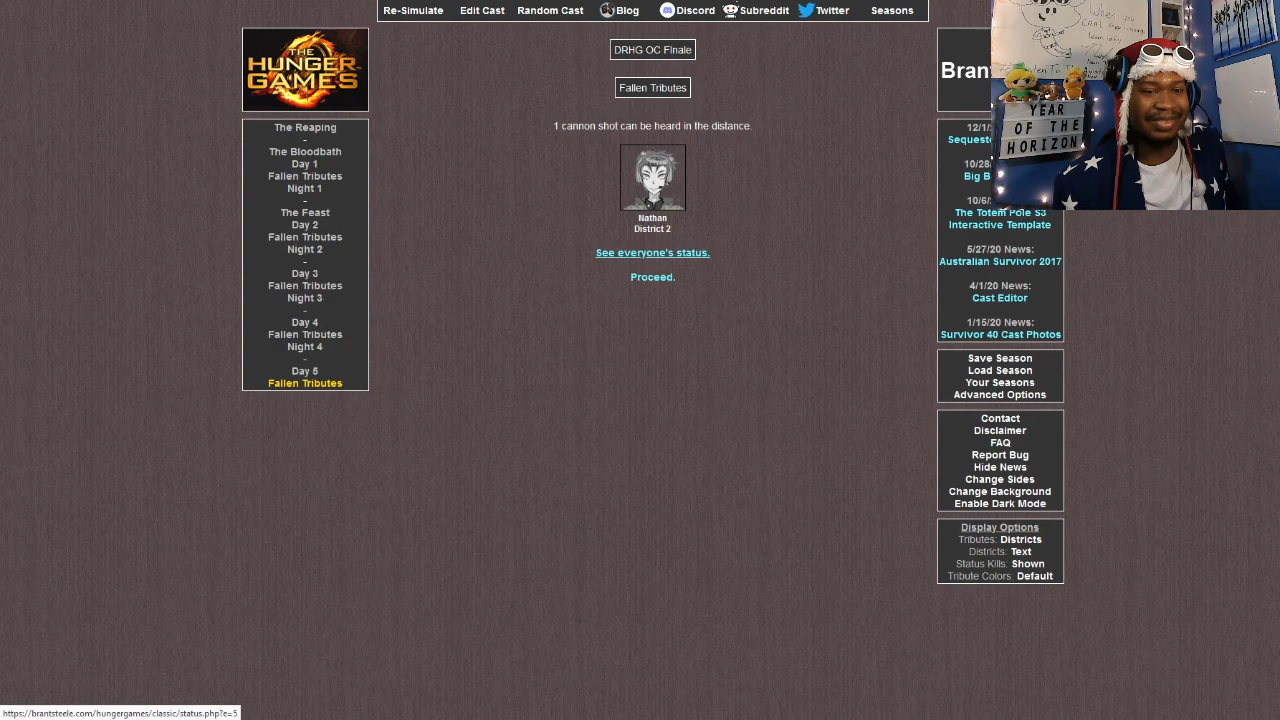 Re-Simulate Edit Cast Random Cast Blog Discord Subreddit Twitter Seasons
THE
HUNGER
GAMES
The Reaping
-
The Bloodbath
Day 1
Fallen Tributes
Night 1
-
The Feast
Day 2
Fallen Tributes
Night 2
-
Day 3
Fallen Tributes
Night 3
-
Day 4
Fallen Tributes
Night 4
-
Day 5
Fallen Tributes
DRHG OC FInale
Fallen Tributes
1 cannon shot can be heard in the distance.
Nathan
District 2
See everyone's status.
Proceed.
When you
YEAR
OF THE
HORIZON
The Totem Pole S3
Interactive Template
5/27/20 News:
Australian Survivor 2017
4/1/20 News:
Cast Editor
1/15/20 News:
Survivor 40 Cast Photos
Save Season
Load Season
Your Seasons
Advanced Options
Contact
Disclaimer
FAQ
Report Bug
Hide News
Change Sides
Change Background
Enable Dark Mode
Display Options
Tributes: Districts
Districts: Text
Status Kills: Shown
Tribute Colors: Default
https://brantsteele.com/hungergames/classic/status.php?e=5